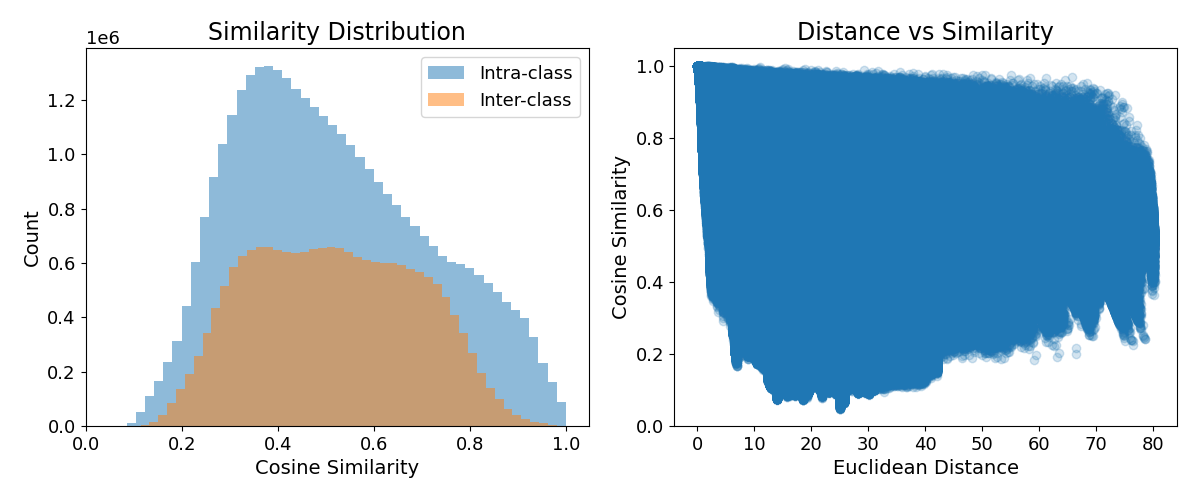 Similarity Distribution
1e6
Intra-class
Inter-class
Count
0.0
0.2
0.4
0.6
0.8
1.0
1.2
0.0 0.2 0.4 0.6 0.8 1.0
Cosine Similarity
Distance vs Similarity
Cosine Similarity
1.0
0.8
0.6
0.4
0.2
0.0
0 10 20 30 40 50 60 70 80
Euclidean Distance